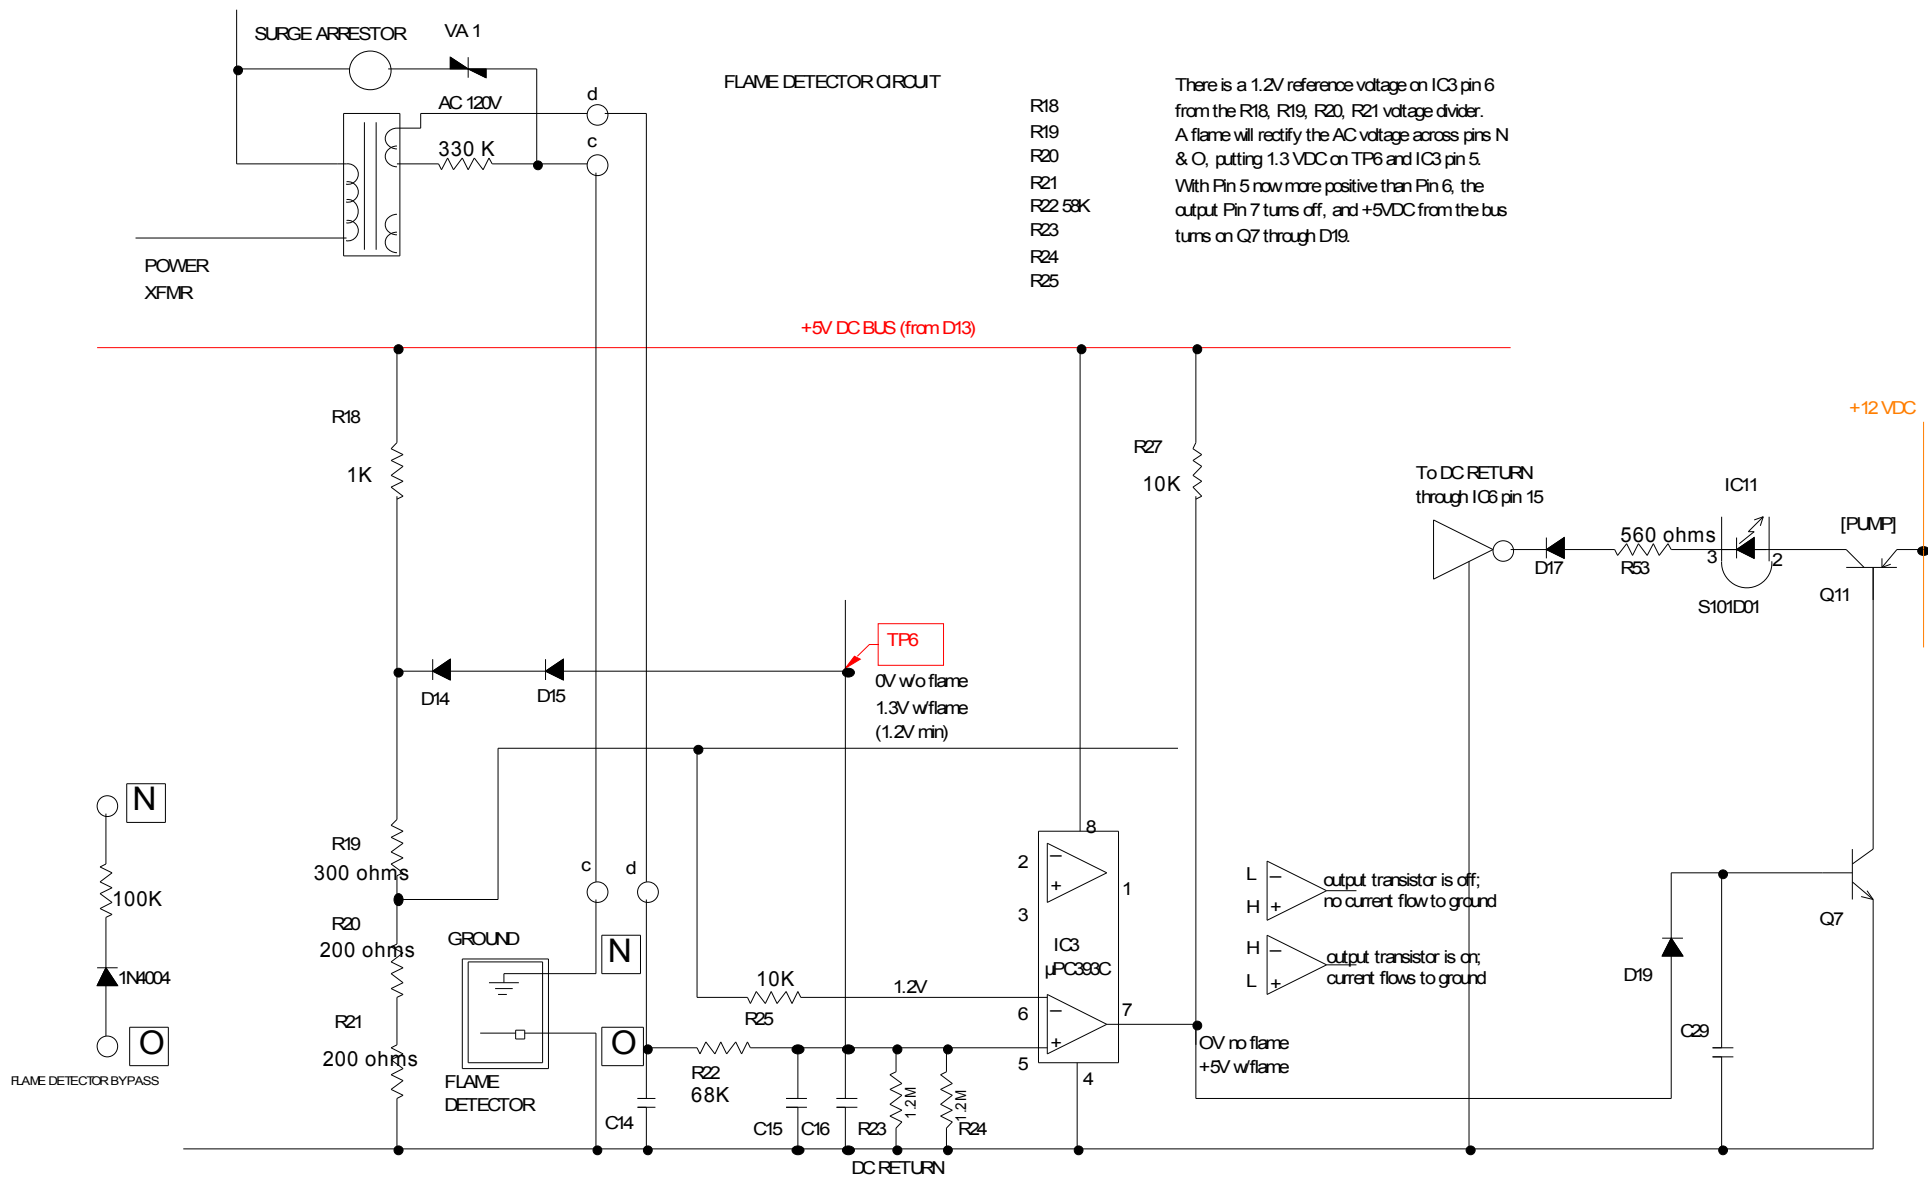 SURGE ARRESTOR
VA 1
FLAME DETECTOR CIRCUIT
There is a 1.2V reference voltage on IC3 pin 6
from the R18, R19, R20, R21 voltage divider.
A flame will rectify the AC voltage across pins N
& O, putting 1.3 VDC on TP6 and IC3 pin 5.
With Pin 5 now more positive than Pin 6, the
output Pin 7 turns off, and +5VDC from the bus
turns on Q7 through D19.
d
AC 120V
R18
R19
R20
R21
R22 58K
R23
R24
R25
c
330 K
POWER
XFMR
+5V DC BUS (from D13)
+12 VDC
R18
1K
R27
10K
To DC RETURN
through IC6 pin 15
IC11
[PUMP]
560 ohms
3
2
D17
R53
S101D01
Q11
TP6
0V w/o flame
1.3V w/flame
(1.2V min)
D14
D15
N
100K
1N4004
O
FLAME DETECTOR BYPASS
R19
300 ohms
R20
200 ohms
R21
200 ohms
c
d
GROUND
N
O
FLAME
DETECTOR
10K
R25
1.2V
R22
68K
C14
C15
C16
R23
1.2M
1.2M
R24
DC RETURN
8
2
1
3
IC3
µPC393C
6
7
5
4
L
H
output transistor is off;
no current flow to ground
H
L
output transistor is on;
current flows to ground
0V no flame
+5V w/flame
D19
C29
Q7